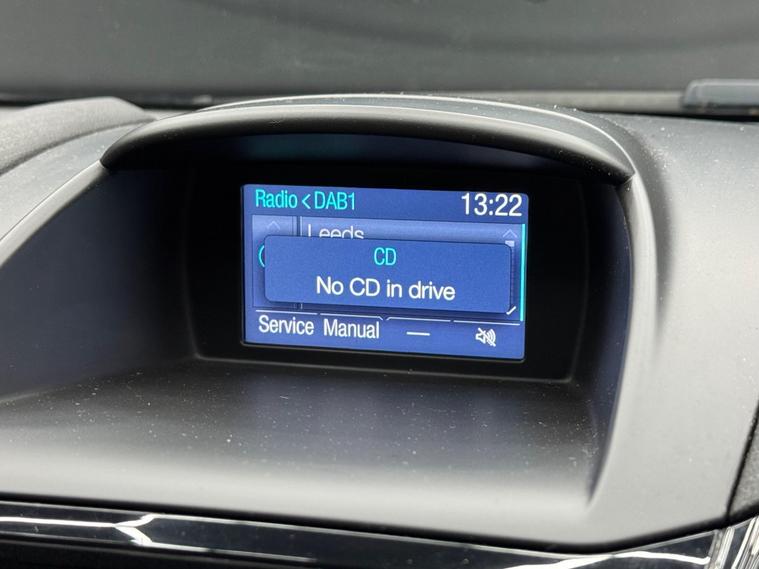 Radio < DAB1 13:22
Leeds
CD
No CD in drive
Service Manual